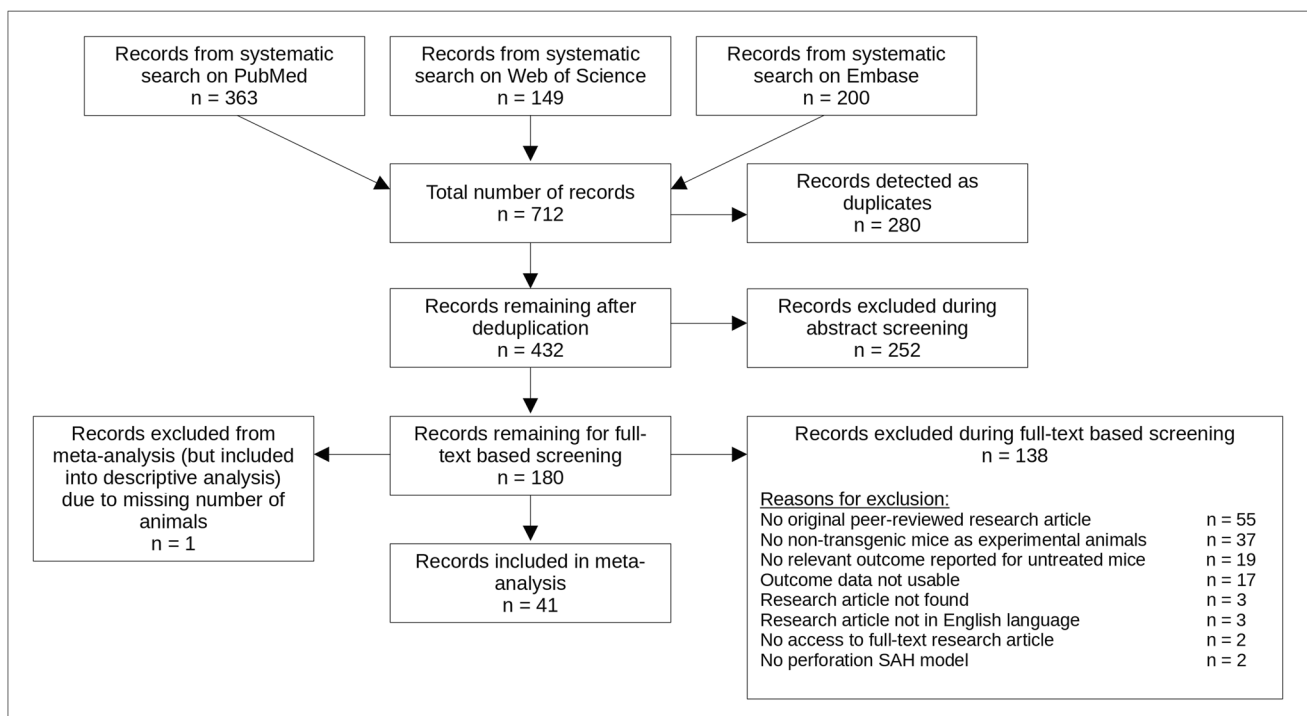 Records from systematic
search on PubMed
n = 363
Records from systematic
search on Web of Science
n = 149
Records from systematic
search on Embase
n = 200
Total number of records
n = 712
Records detected as
duplicates
n = 280
Records remaining after
deduplication
n = 432
Records excluded during
abstract screening
n = 252
Records excluded from
meta-analysis (but included
into descriptive analysis)
due to missing number of
animals
n = 1
Records remaining for full-
text based screening
n = 180
Records excluded during full-text based screening
n = 138
Reasons for exclusion:
No original peer-reviewed research article n = 55
No non-transgenic mice as experimental animals n = 37
No relevant outcome reported for untreated mice n = 19
Outcome data not usable n = 17
Research article not found n = 3
Research article not in English language n = 3
No access to full-text research article n = 2
No perforation SAH model n = 2
Records included in meta-
analysis
n = 41